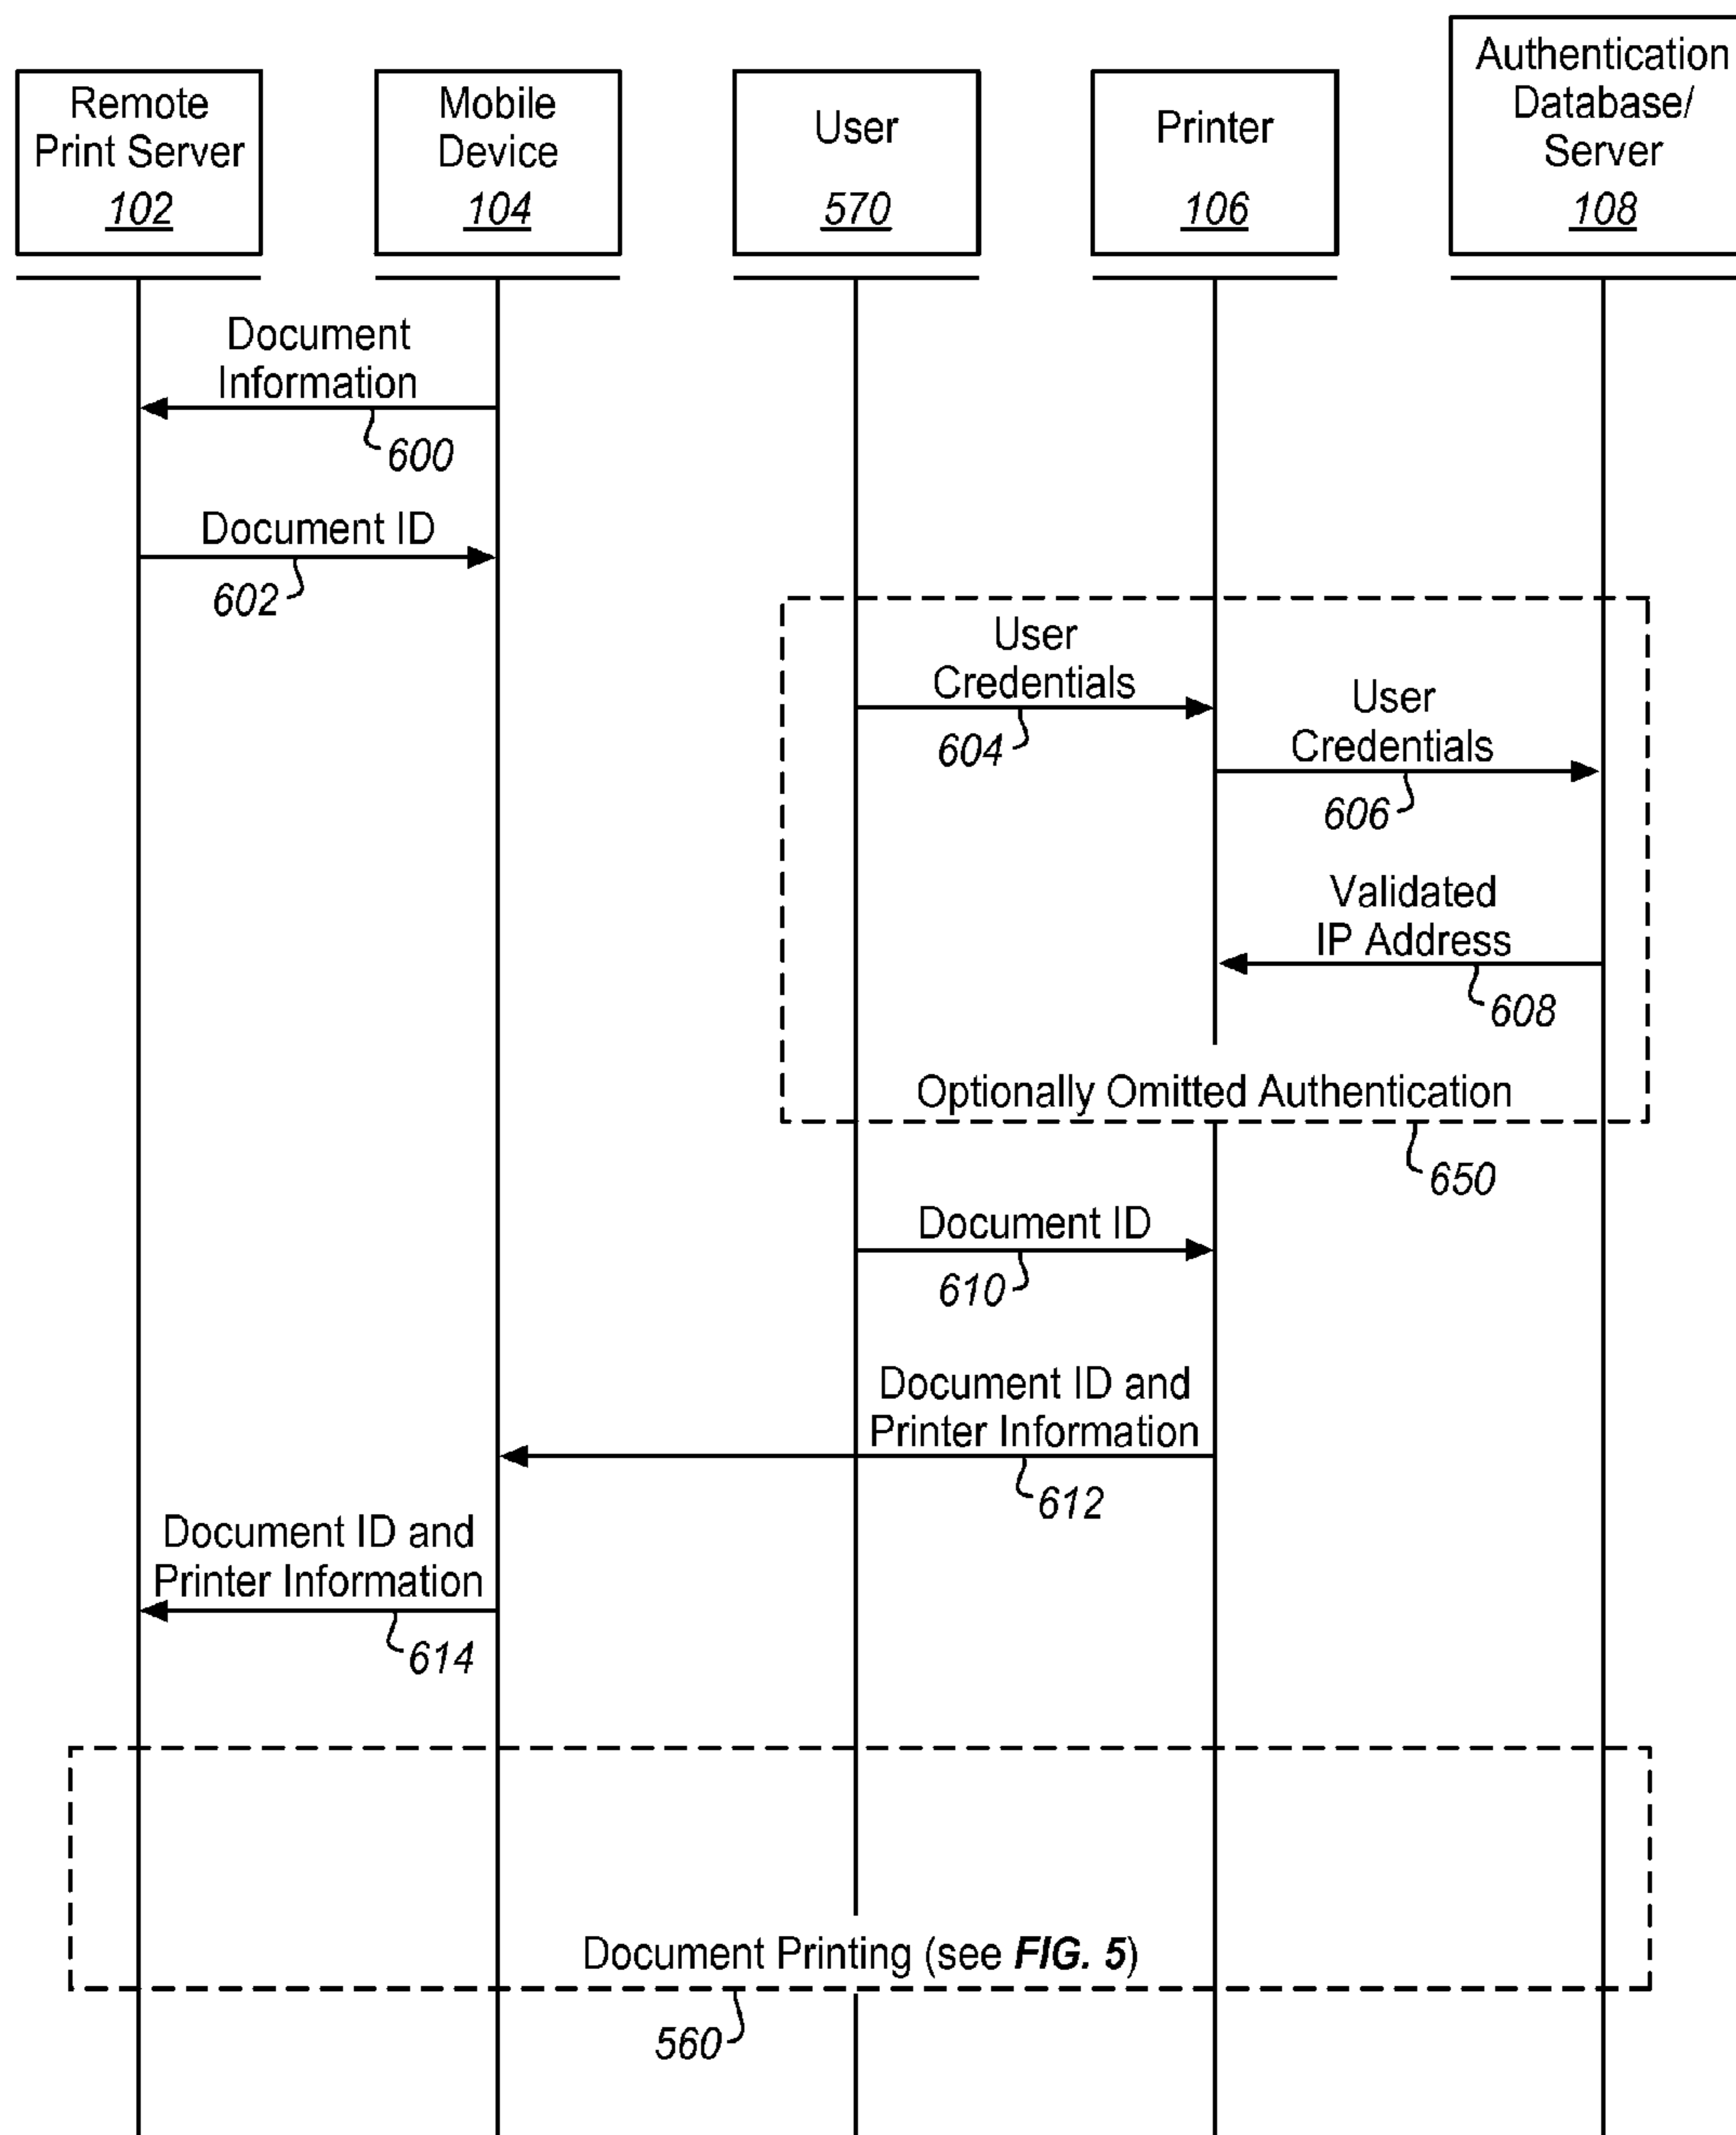 Remote
Print Server
102
Mobile
Device
104
User
570
Printer
106
Authentication
Database/
Server
108
Document
Information
600
Document ID
602
User
Credentials
604
User
Credentials
606
Validated
IP Address
608
Optionally Omitted Authentication
650
Document ID
610
Document ID and
Printer Information
612
Document ID and
Printer Information
614
Document Printing (see FIG. 5)
560